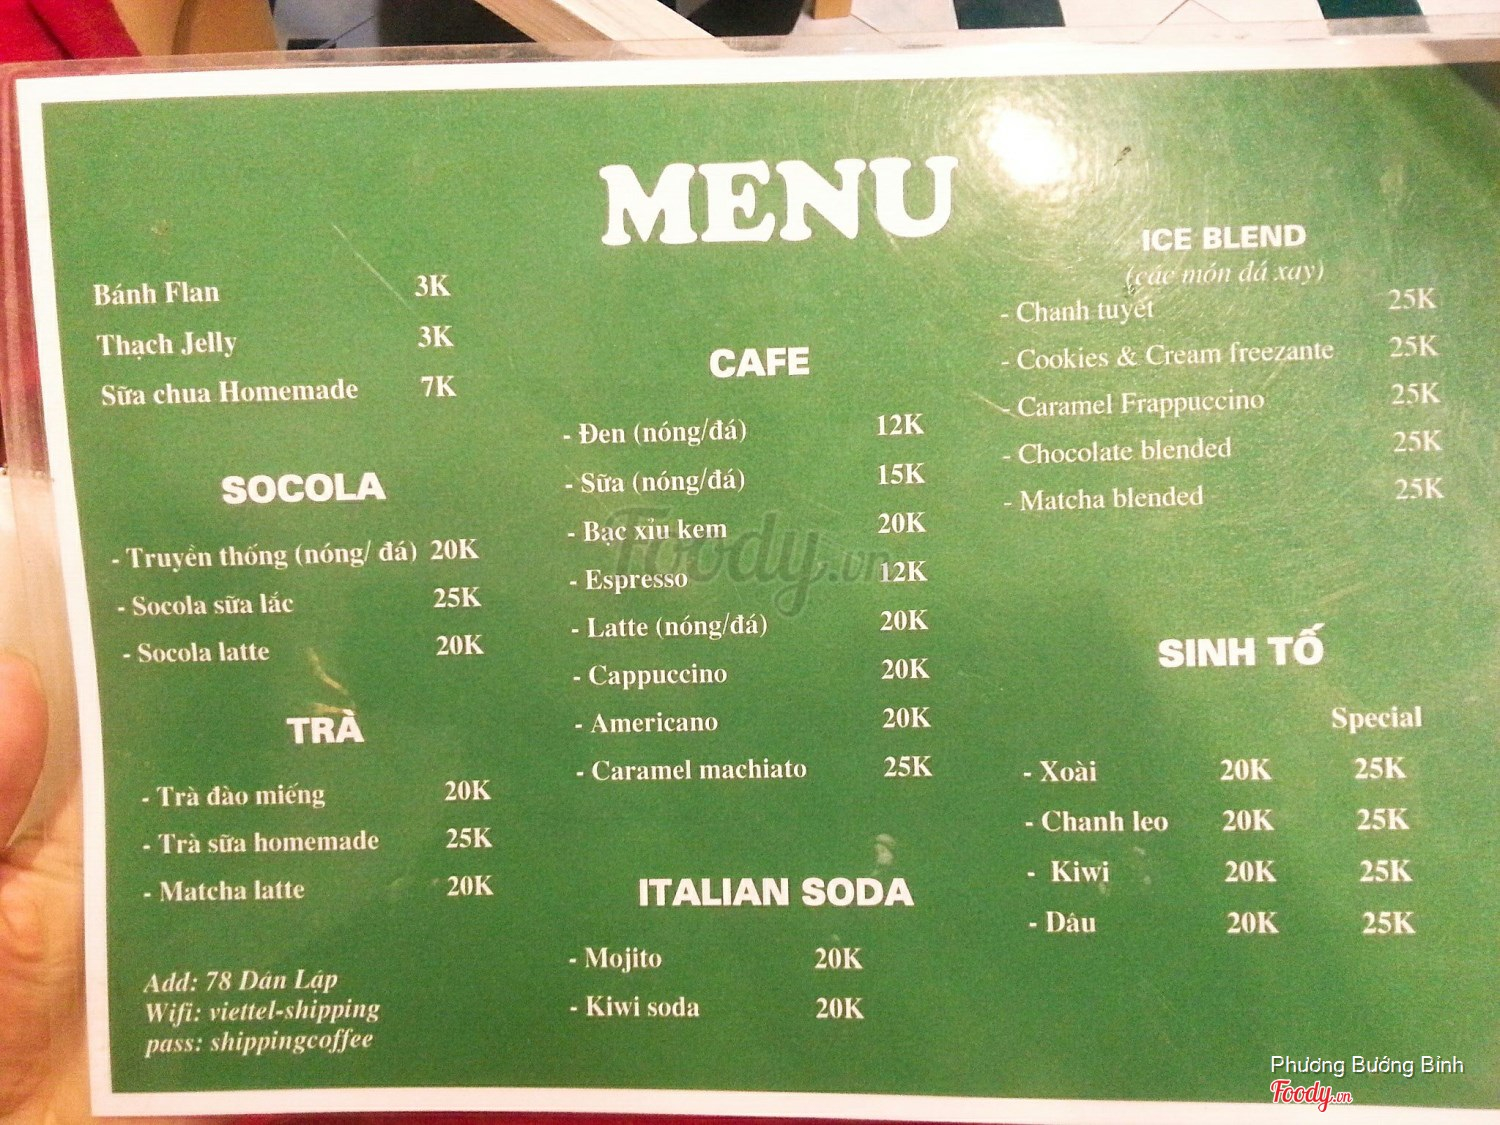 MENU
Bánh Flan 3K
Thạch Jelly 3K
Sữa chua Homemade 7K
SOCOLA
- Truyền thống (nóng/ đá) 20K
- Socola sữa lắc 25K
- Socola latte 20K
TRÀ
- Trà đào miếng 20K
- Trà sữa homemade 25K
- Matcha latte 20K
Add: 78 Dân Lập
Wifi: viettel-shipping
pass: shippingcoffee
CAFE
- Đen (nóng/đá) 12K
- Sữa (nóng/đá) 15K
- Bạc xỉu kem 20K
- Espresso 12K
- Latte (nóng/đá) 20K
- Cappuccino 20K
- Americano 20K
- Caramel machiato 25K
ITALIAN SODA
- Mojito 20K
- Kiwi soda 20K
ICE BLEND
(các món đá xay)
- Chanh tuyết 25K
- Cookies & Cream freezante 25K
- Caramel Frappuccino 25K
- Chocolate blended 25K
- Matcha blended 25K
SINH TỐ
Special
- Xoài 20K 25K
- Chanh leo 20K 25K
- Kiwi 20K 25K
- Dâu 20K 25K
Foody.vn
Phương Bướng Bỉnh
Foody.vn